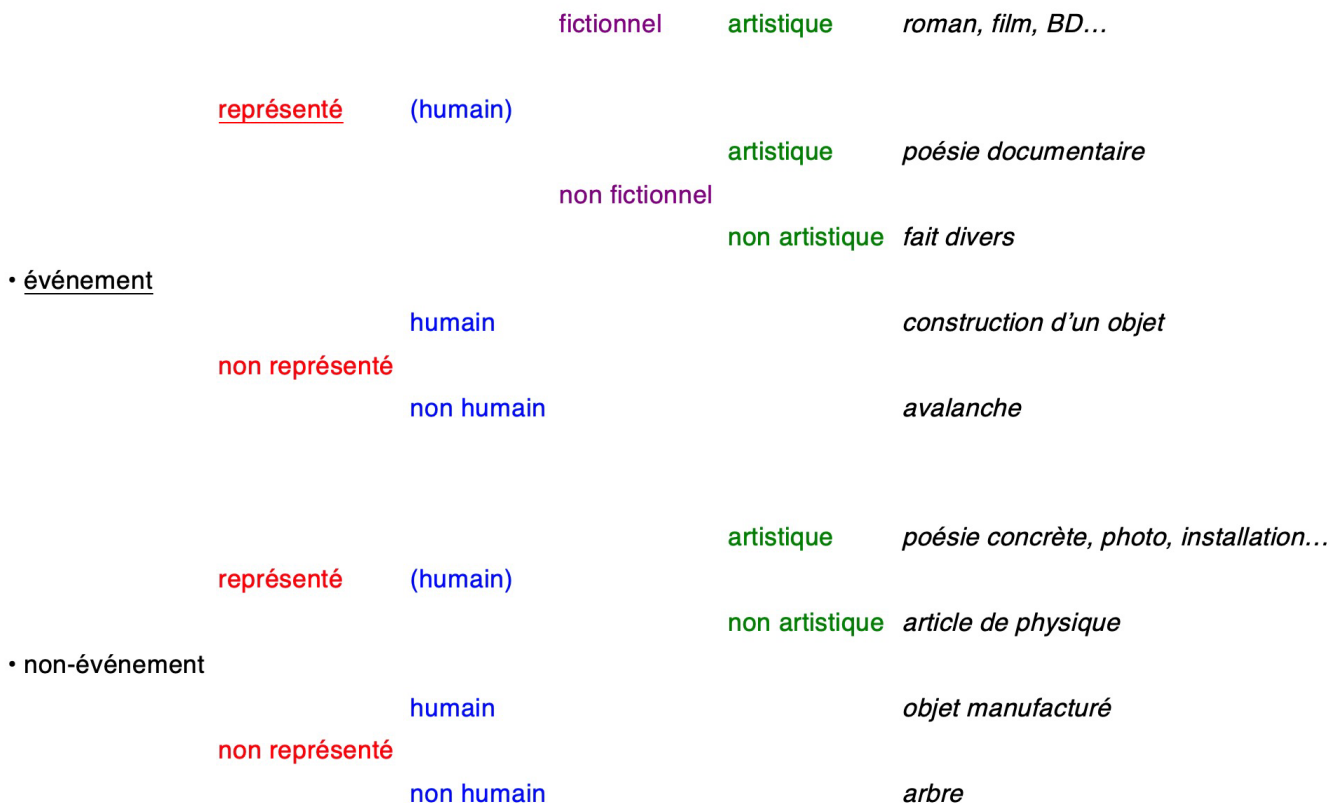 fictionnel artistique roman, film, BD…
représenté (humain)
artistique poésie documentaire
non fictionnel
non artistique fait divers
• événement
humain construction d’un objet
non représenté
non humain avalanche
artistique poésie concrète, photo, installation…
représenté (humain)
non artistique article de physique
• non-événement
humain objet manufacturé
non représenté
non humain arbre